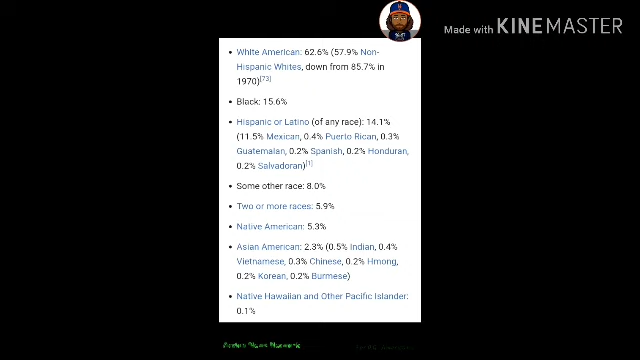 Made with KINEMASTER
• White American: 62.6% (57.9% Non-
Hispanic Whites, down from 85.7% in
1970)[73]
• Black: 15.6%
• Hispanic or Latino (of any race): 14.1%
(11.5% Mexican, 0.4% Puerto Rican, 0.3%
Guatemalan, 0.2% Spanish, 0.2% Honduran,
0.2% Salvadoran)[1]
• Some other race: 8.0%
• Two or more races: 5.9%
• Native American: 5.3%
• Asian American: 2.3% (0.5% Indian, 0.4%
Vietnamese, 0.3% Chinese, 0.2% Hmong,
0.2% Korean, 0.2% Burmese)
• Native Hawaiian and Other Pacific Islander:
0.1%